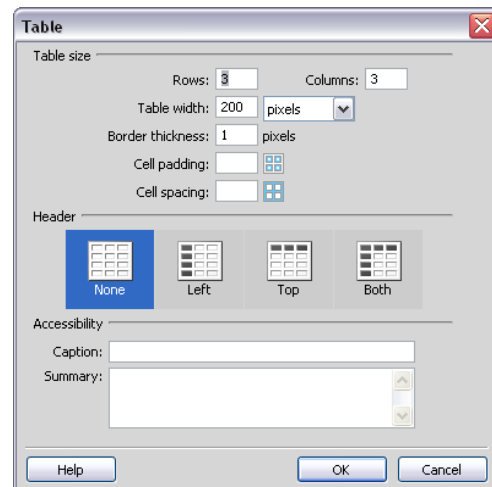 Table
Table size
Rows: 3 Columns: 3
Table width: 200 pixels
Border thickness: 1 pixels
Cell padding:
Cell spacing:
Header
None Left Top Both
Accessibility
Caption:
Summary:
Help OK Cancel